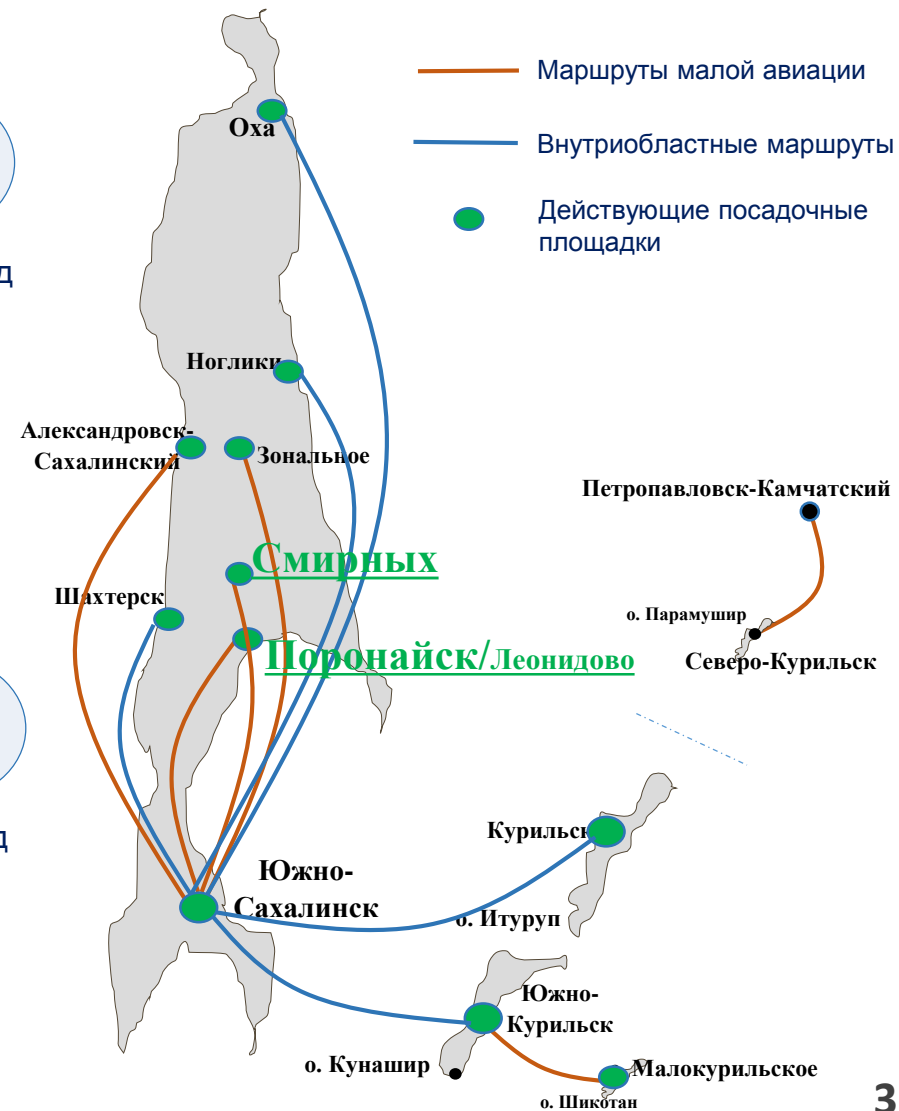 Маршруты малой авиации
Внутриобластные маршруты
Действующие посадочные
площадки
Оха
д
Ноглики
Александровск-
Сахалинский
Зональное
Петропавловск-Камчатский
Смирных
Шахтерск
о. Парамушир
Поронайск/Леонидово
Северо-Курильск
д
Курильск
Южно-
Сахалинск
о. Итуруп
Южно-
Курильск
о. Кунашир
Малокурильское
о. Шикотан
3